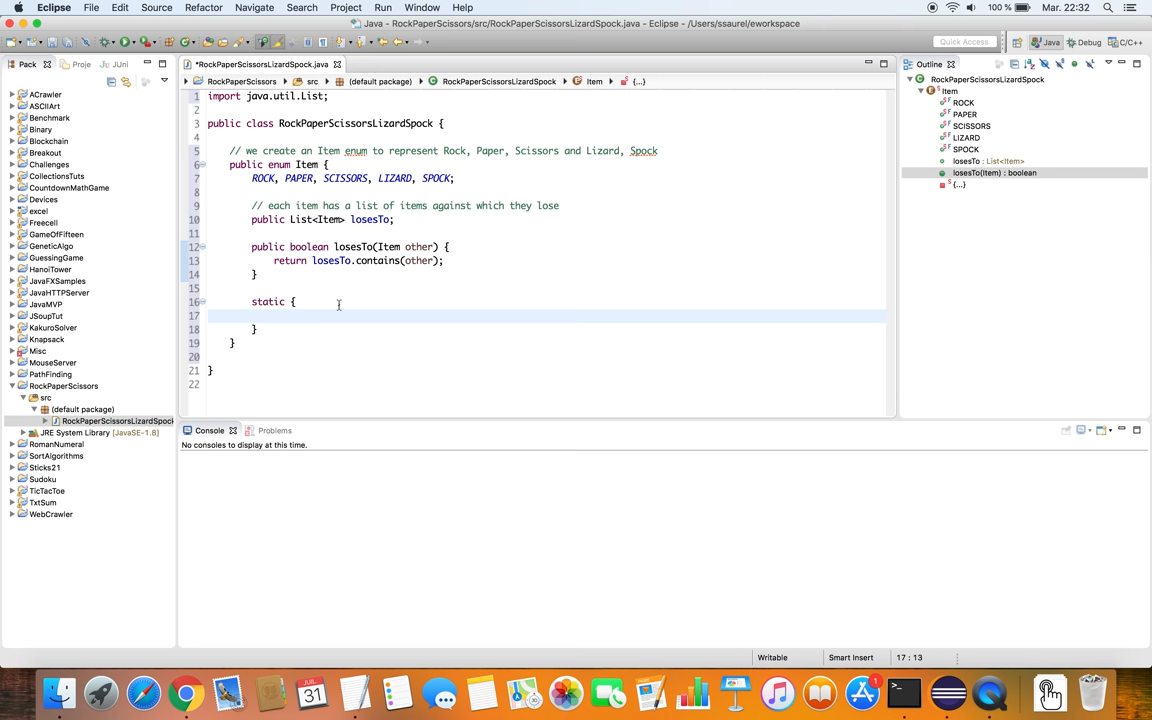 Eclipse File Edit Source Refactor Navigate Search Project Run Window Help 100 % Mar. 22:32
Java - RockPaperScissors/src/RockPaperScissorsLizardSpock.java - Eclipse - /Users/ssaurel/eworkspace
Quick Access Java Debug C/C++
Pack Proje JUni
*RockPaperScissorsLizardSpock.java
Outline
RockPaperScissors src (default package) RockPaperScissorsLizardSpock Item {...}
ACrawler
ASCIIArt
Benchmark
Binary
Blockchain
Breakout
Challenges
CollectionsTuts
CountdownMathGame
Devices
excel
Freecell
GameOfFifteen
GeneticAlgo
GuessingGame
HanoiTower
JavaFXSamples
JavaHTTPServer
JavaMVP
JSoupTut
KakuroSolver
Knapsack
Misc
MouseServer
PathFinding
RockPaperScissors
src
(default package)
RockPaperScissorsLizardSpock
JRE System Library [JavaSE-1.8]
RomanNumeral
SortAlgorithms
Sticks21
Sudoku
TicTacToe
TxtSum
WebCrawler
1 import java.util.List;
2
3 public class RockPaperScissorsLizardSpock {
4
5 // we create an Item enum to represent Rock, Paper, Scissors and Lizard, Spock
6 public enum Item {
7 ROCK, PAPER, SCISSORS, LIZARD, SPOCK;
8
9 // each item has a list of items against which they lose
10 public List<Item> losesTo;
11
12 public boolean losesTo(Item other) {
13 return losesTo.contains(other);
14 }
15
16 static {
17
18 }
19 }
20
21 }
22
RockPaperScissorsLizardSpock
Item
ROCK
PAPER
SCISSORS
LIZARD
SPOCK
losesTo : List<Item>
losesTo(Item) : boolean
{...}
Console Problems
No consoles to display at this time.
Writable Smart Insert 17 : 13
JUIL.
31
1